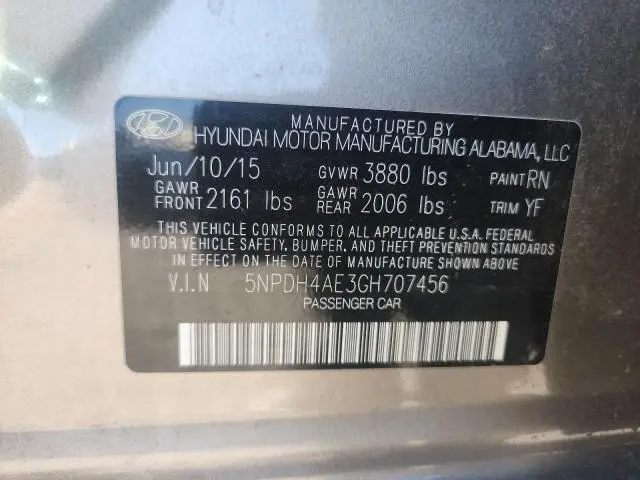 MANUFACTURED BY
HYUNDAI MOTOR MANUFACTURING ALABAMA, LLC
Jun/10/15 GVWR 3880 lbs PAINT RN
GAWR FRONT 2161 lbs GAWR REAR 2006 lbs TRIM YF
THIS VEHICLE CONFORMS TO ALL APPLICABLE U.S.A. FEDERAL
MOTOR VEHICLE SAFETY, BUMPER, AND THEFT PREVENTION STANDARDS
IN EFFECT ON THE DATE OF MANUFACTURE SHOWN ABOVE.
V.I.N 5NPDH4AE3GH707456
PASSENGER CAR